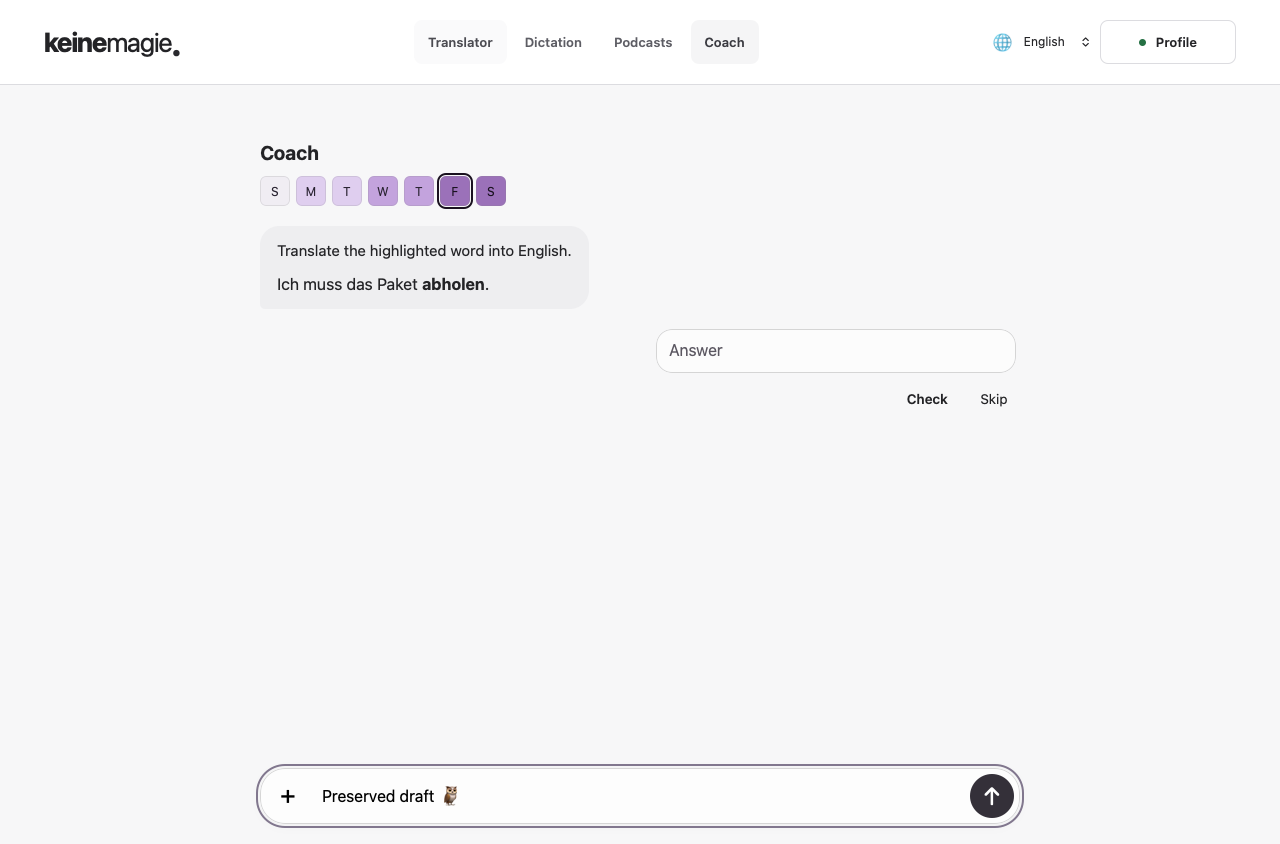 keinemagie.
Translator
Dictation
Podcasts
Coach
🌐 English
Profile
Coach
S M T W T F S
Translate the highlighted word into English.
Ich muss das Paket abholen.
Answer
Check
Skip
+ Preserved draft 🦉